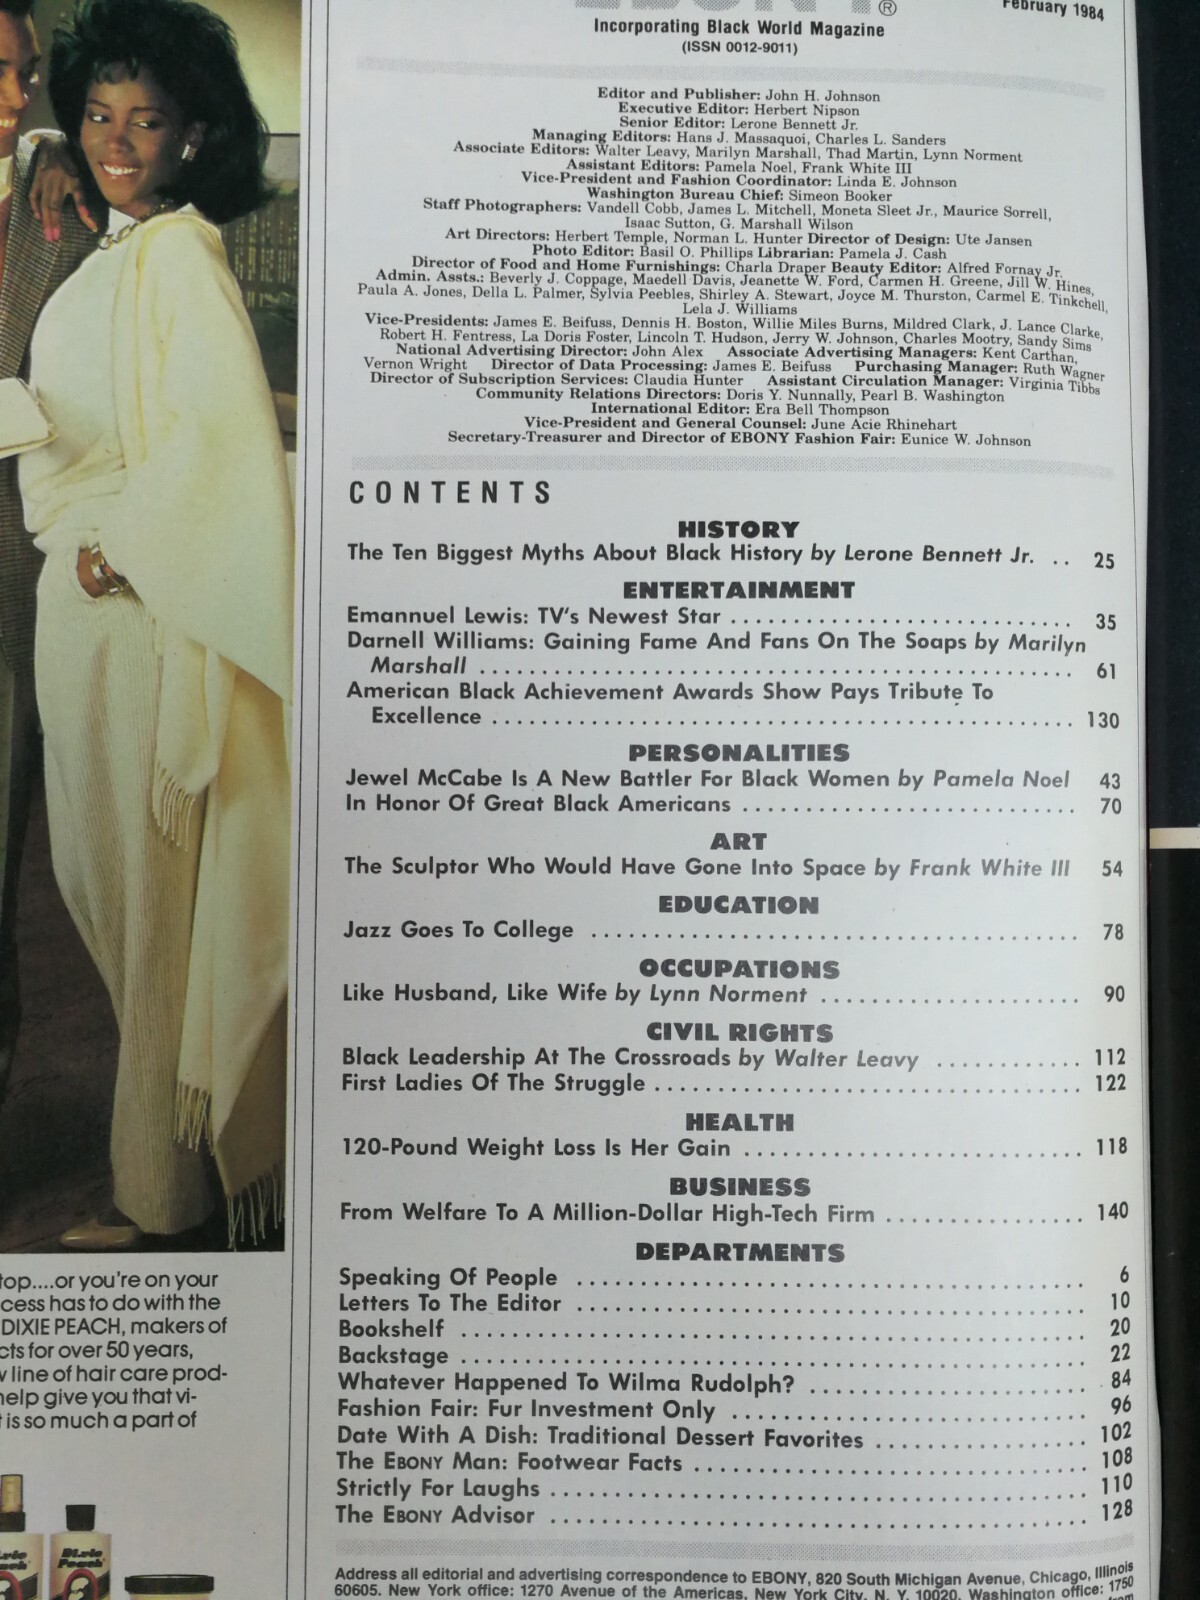 EBONY®
February 1984
Incorporating Black World Magazine
(ISSN 0012-9011)
Editor and Publisher: John H. Johnson
Executive Editor: Herbert Nipson
Senior Editor: Lerone Bennett Jr.
Managing Editors: Hans J. Massaquoi, Charles L. Sanders
Associate Editors: Walter Leavy, Marilyn Marshall, Thad Martin, Lynn Norment
Assistant Editors: Pamela Noel, Frank White III
Vice-President and Fashion Coordinator: Linda E. Johnson
Washington Bureau Chief: Simeon Booker
Staff Photographers: Vandell Cobb, James L. Mitchell, Moneta Sleet Jr., Maurice Sorrell,
Isaac Sutton, G. Marshall Wilson
Art Directors: Herbert Temple, Norman L. Hunter Director of Design: Ute Jansen
Photo Editor: Basil O. Phillips Librarian: Pamela J. Cash
Director of Food and Home Furnishings: Charla Draper Beauty Editor: Alfred Fornay Jr.
Admin. Assts.: Beverly J. Coppage, Maedell Davis, Jeanette W. Ford, Carmen H. Greene, Jill W. Hines,
Paula A. Jones, Della L. Palmer, Sylvia Peebles, Shirley A. Stewart, Joyce M. Thurston, Carmel E. Tinkchell,
Lela J. Williams
Vice-Presidents: James E. Beifuss, Dennis H. Boston, Willie Miles Burns, Mildred Clark, J. Lance Clarke,
Robert H. Fentress, La Doris Foster, Lincoln T. Hudson, Jerry W. Johnson, Charles Mootry, Sandy Sims
National Advertising Director: John Alex Associate Advertising Managers: Kent Carthan,
Vernon Wright Director of Data Processing: James E. Beifuss Purchasing Manager: Ruth Wagner
Director of Subscription Services: Claudia Hunter Assistant Circulation Manager: Virginia Tibbs
Community Relations Directors: Doris Y. Nunnally, Pearl B. Washington
International Editor: Era Bell Thompson
Vice-President and General Counsel: June Acie Rhinehart
Secretary-Treasurer and Director of EBONY Fashion Fair: Eunice W. Johnson
CONTENTS
HISTORY
The Ten Biggest Myths About Black History by Lerone Bennett Jr. .. 25
ENTERTAINMENT
Emannuel Lewis: TV's Newest Star ............................ 35
Darnell Williams: Gaining Fame And Fans On The Soaps by Marilyn
Marshall ................................................ 61
American Black Achievement Awards Show Pays Tribute To
Excellence ............................................... 130
PERSONALITIES
Jewel McCabe Is A New Battler For Black Women by Pamela Noel 43
In Honor Of Great Black Americans ........................... 70
ART
The Sculptor Who Would Have Gone Into Space by Frank White III 54
EDUCATION
Jazz Goes To College ....................................... 78
OCCUPATIONS
Like Husband, Like Wife by Lynn Norment ..................... 90
CIVIL RIGHTS
Black Leadership At The Crossroads by Walter Leavy ............ 112
First Ladies Of The Struggle ................................... 122
HEALTH
120-Pound Weight Loss Is Her Gain ........................... 118
BUSINESS
From Welfare To A Million-Dollar High-Tech Firm ................ 140
DEPARTMENTS
Speaking Of People ......................................... 6
Letters To The Editor ......................................... 10
Bookshelf .................................................. 20
Backstage .................................................. 22
Whatever Happened To Wilma Rudolph? ...................... 84
Fashion Fair: Fur Investment Only ............................ 96
Date With A Dish: Traditional Dessert Favorites ................. 102
The EBONY Man: Footwear Facts ................................ 108
Strictly For Laughs ........................................... 110
The EBONY Advisor ........................................... 128
Address all editorial and advertising correspondence to EBONY, 820 South Michigan Avenue, Chicago, Illinois
60605. New York office: 1270 Avenue of the Americas, New York City, N. Y. 10020. Washington office: 1750
from
top....or you're on your
cess has to do with the
DIXIE PEACH, makers of
cts for over 50 years,
line of hair care prod-
help give you that vi-
is so much a part of
Dixie
Peach